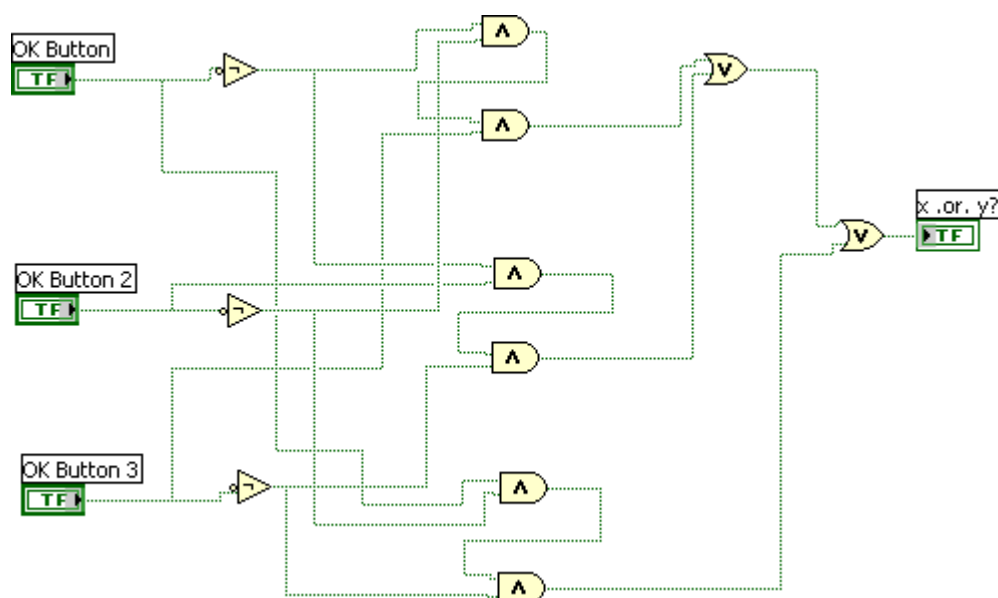 OK Button
TF
OK Button 2
TF
OK Button 3
TF
x .or. y?
TF